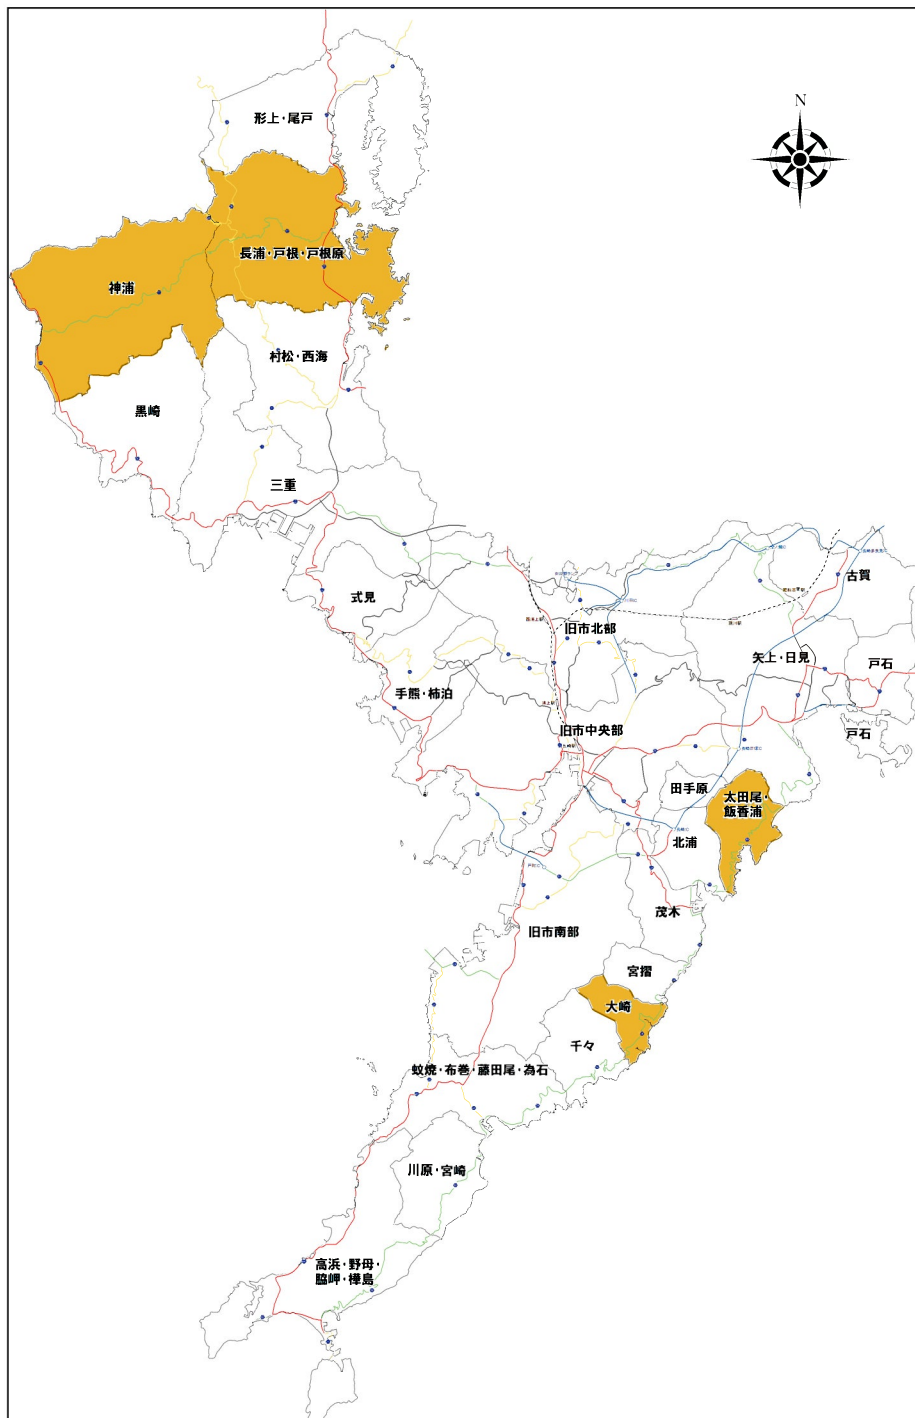 N
形上・尾戸
長浦・戸根・戸根原
神浦
村松・西海
黒崎
三重
式見
古賀
旧市北部
矢上・日見
戸石
手熊・柿泊
旧市中央部
戸石
田手原
太田尾・
飯香浦
北浦
茂木
旧市南部
宮摺
大崎
千々
蚊焼・布巻・藤田尾・為石
川原・宮崎
高浜・野母・
脇岬・樺島